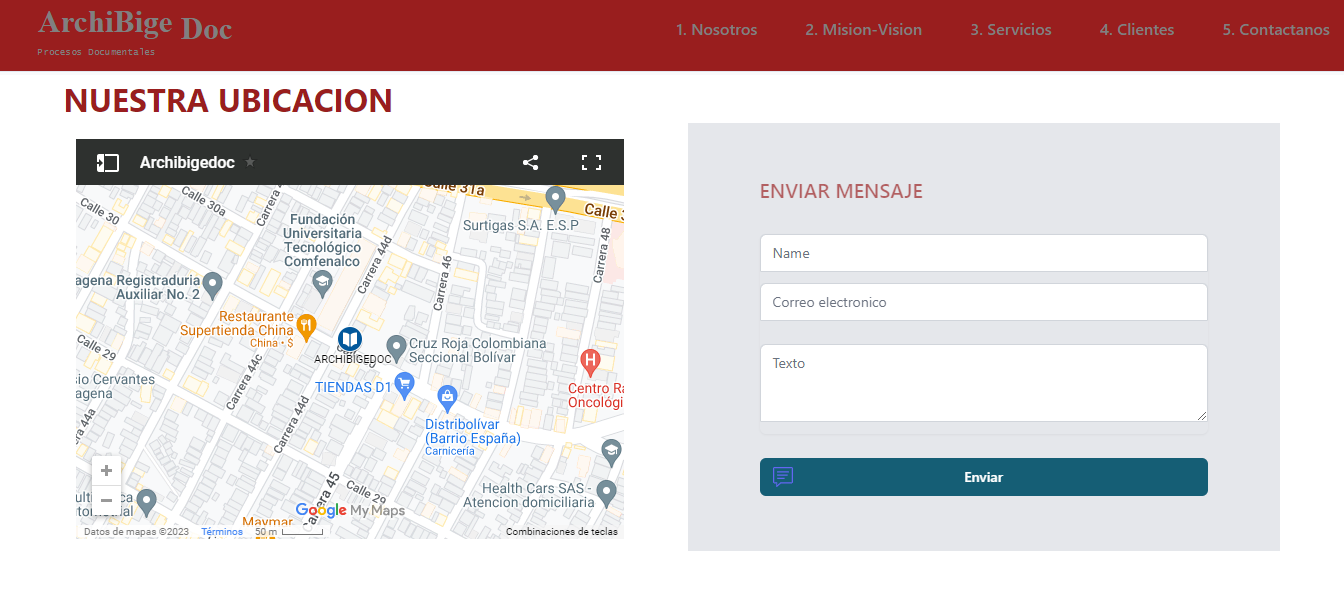 ArchiBige Doc
Procesos Documentales
1. Nosotros
2. Mision-Vision
3. Servicios
4. Clientes
5. Contactanos
NUESTRA UBICACION
Archibigedoc
Calle 31a
Calle 30a
Calle 30
Carrera
Carrera 44d
Calle 3
Surtigas S.A. E.S.P
Fundación
Universitaria
Tecnológico
Comfenalco
Carrera 48
Carrera 46
agena Registraduria
Auxiliar No. 2
Restaurante
Supertienda China
China • $
ARCHIBIGEDOC
Cruz Roja Colombiana
Seccional Bolívar
Calle 29
Carrera 44c
TIENDAS D1
Centro Ra
Oncológi
io Cervantes
agena
44a
Carrera 44d
Distribolívar
(Barrio España)
Carnicería
Carrera 45
Calle 29
Health Cars SAS -
Atencion domiciliaria
Maymar
Google My Maps
Datos de mapas ©2023
Términos
50 m
Combinaciones de teclas
ENVIAR MENSAJE
Name
Correo electronico
Texto
Enviar